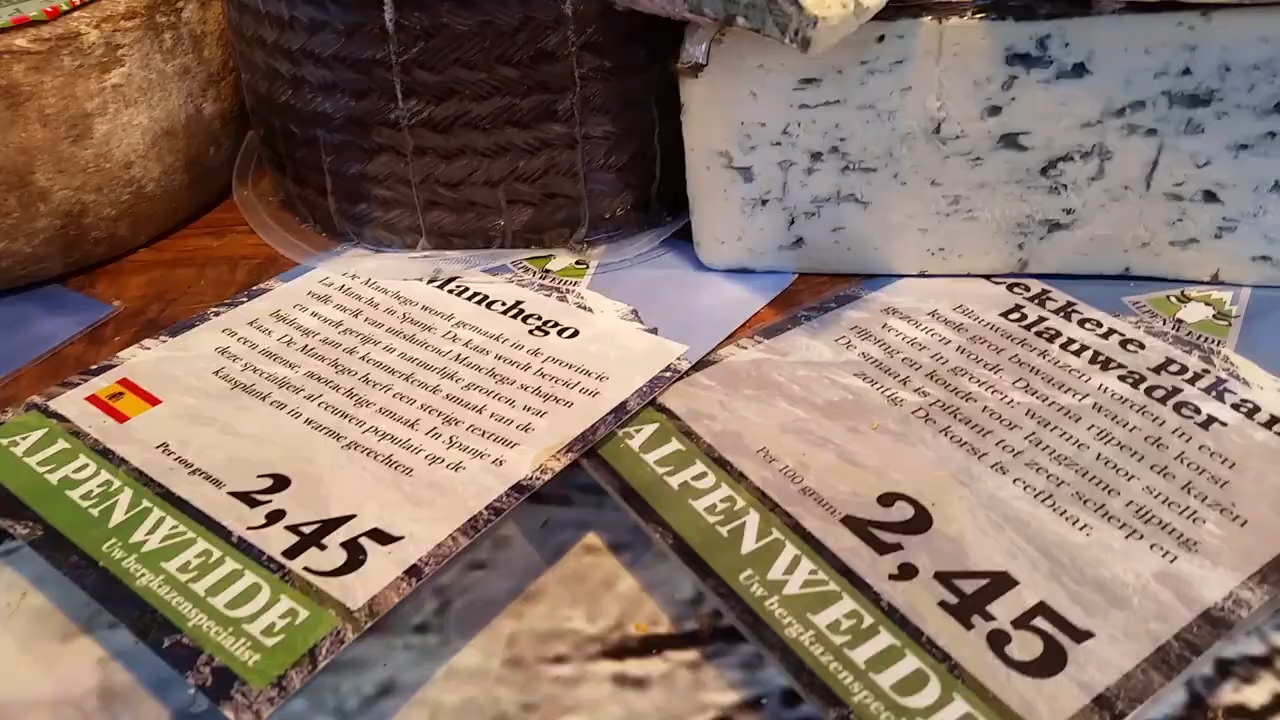 ALPENWEIDE
Manchego
De Manchego wordt gemaakt in de provincie
La Mancha in Spanje. De kaas wordt bereid uit
volle melk van uitsluitend Manchega schapen
en wordt gerijpt in natuurlijke grotten, wat
bijdraagt aan de kenmerkende smaak van de
kaas. De Manchego heeft een stevige textuur
en een intense, nootachtige smaak. In Spanje is
deze specialiteit al eeuwen populair op de
kaasplank en in warme gerechten.
Per 100 gram:
2,45
ALPENWEIDE
Uw bergkazenspecialist
ALPENWEIDE
Lekkere pikan
blauwader
Blauwaderkazen worden in een
koele grot bewaard waar de korst
gezouten wordt. Daarna rijpen de kazen
verder in grotten, warme voor snelle
rijping en koude voor langzame rijping.
De smaak is pikant tot zeer scherp en
zoutig. De korst is eetbaar.
Per 100 gram:
2,45
ALPENWEIDE
Uw bergkazenspeci